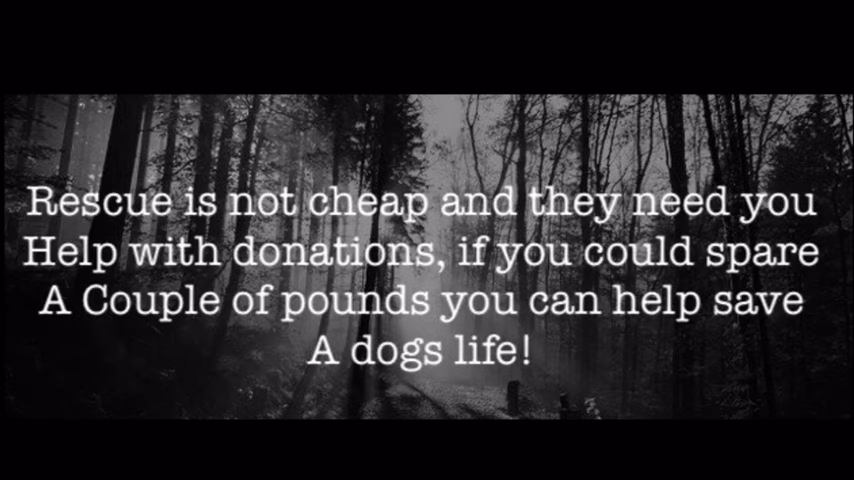 Rescue is not cheap and they need you
Help with donations, if you could spare
A Couple of pounds you can help save
A dogs life!